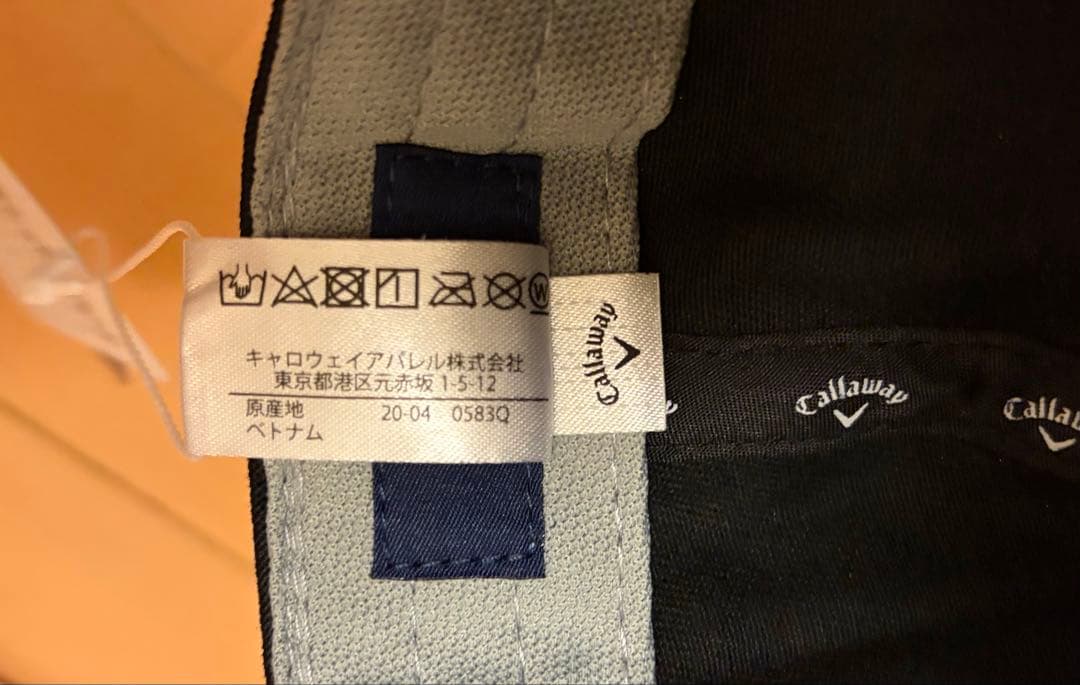 W
キャロウェイアパレル株式会社
東京都港区元赤坂 1-5-12
原産地 20-04 0583Q
ベトナム
Callaway
Callaway
Callaw